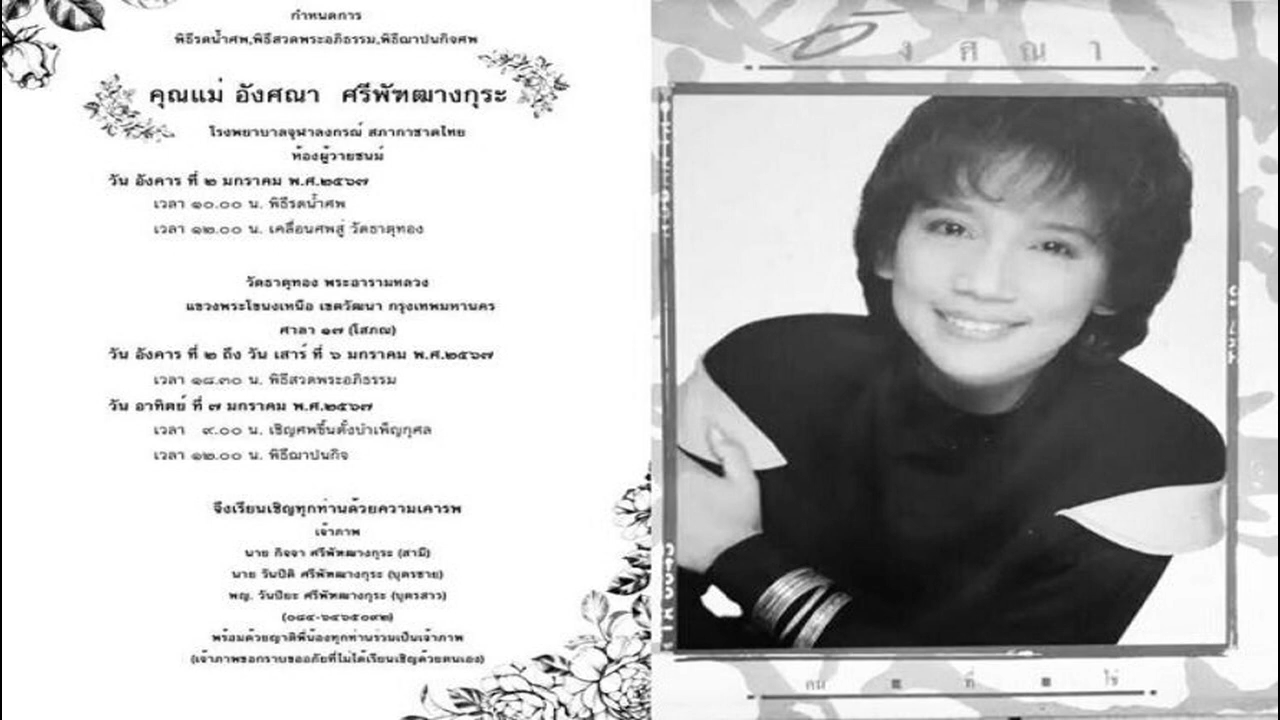 กำหนดการ
พิธีรดน้ำศพ,พิธีสวดพระอภิธรรม,พิธีฌาปนกิจศพ
คุณแม่ อังศณา ศรีพัฑฒางกุระ
โรงพยาบาลจุฬาลงกรณ์ สภากาชาดไทย
ห้องผู้วายชนม์
วัน อังคาร ที่ ๒ มกราคม พ.ศ.๒๕๖๗
เวลา ๑๐.๐๐ น. พิธีรดน้ำศพ
เวลา ๑๒.๐๐ น. เคลื่อนศพสู่ วัดธาตุทอง
วัดธาตุทอง พระอารามหลวง
แขวงพระโขนงเหนือ เขตวัฒนา กรุงเทพมหานคร
ศาลา ๑๗ (โสภณ)
วัน อังคาร ที่ ๒ ถึง วัน เสาร์ ที่ ๖ มกราคม พ.ศ.๒๕๖๗
เวลา ๑๘.๓๐ น. พิธีสวดพระอภิธรรม
วัน อาทิตย์ ที่ ๗ มกราคม พ.ศ.๒๕๖๗
เวลา ๙.๐๐ น. เชิญศพขึ้นตั้งบำเพ็ญกุศล
เวลา ๑๒.๐๐ น. พิธีฌาปนกิจ
จึงเรียนเชิญทุกท่านด้วยความเคารพ
เจ้าภาพ
นาย กิจจา ศรีพัฑฒางกุระ (สามี)
นาย วันปิติ ศรีพัฑฒางกุระ (บุตรชาย)
พญ. วันปิยะ ศรีพัฑฒางกุระ (บุตรสาว)
(๐๘๔-๖๔๖๕๐๙๒)
พร้อมด้วยญาติพี่น้องทุกท่านร่วมเป็นเจ้าภาพ
(เจ้าภาพขอกราบขออภัยที่ไม่ได้เรียนเชิญด้วยตนเอง)
อังศณา
คน ที่ ใช่